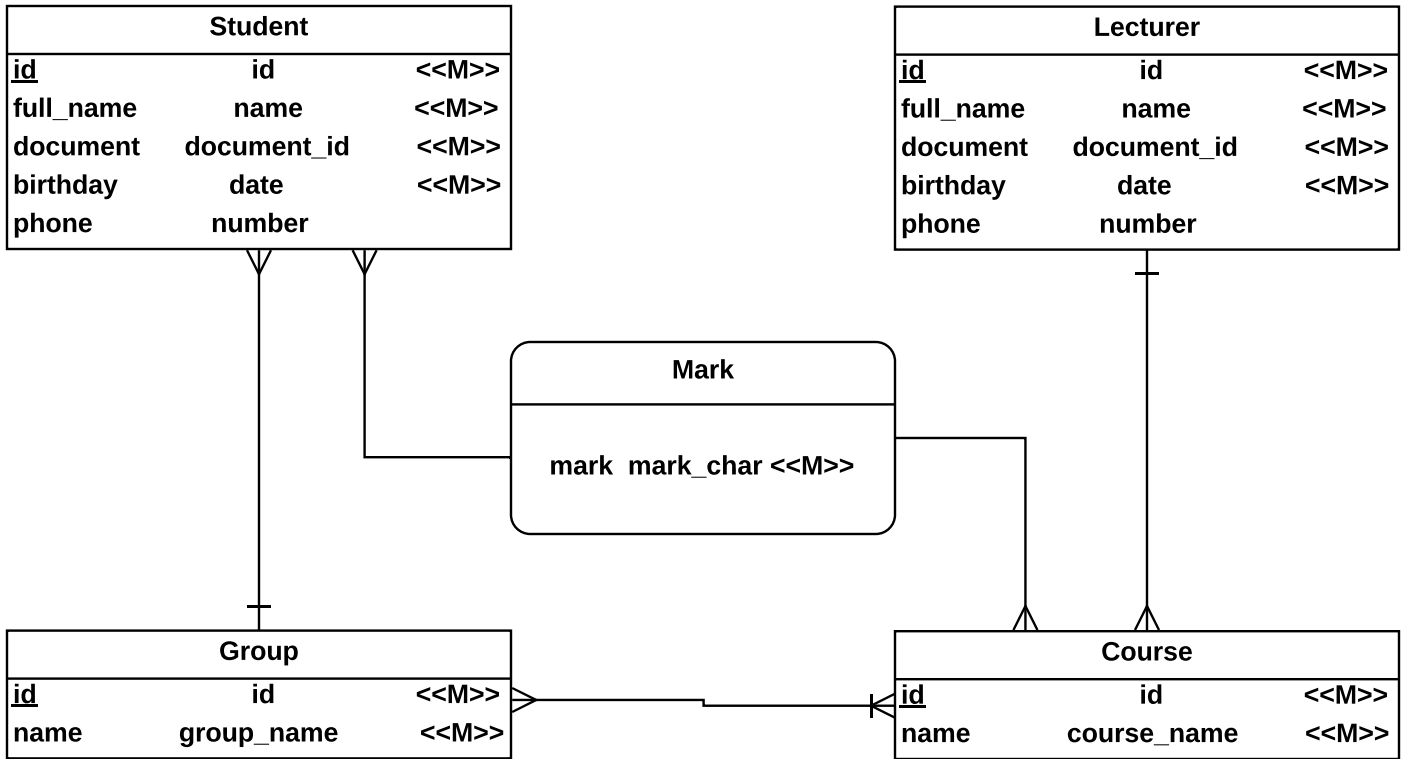 Student
id id <<M>>
full_name name <<M>>
document document_id <<M>>
birthday date <<M>>
phone number
Lecturer
id id <<M>>
full_name name <<M>>
document document_id <<M>>
birthday date <<M>>
phone number
Mark
mark mark_char <<M>>
Group
id id <<M>>
name group_name <<M>>
Course
id id <<M>>
name course_name <<M>>